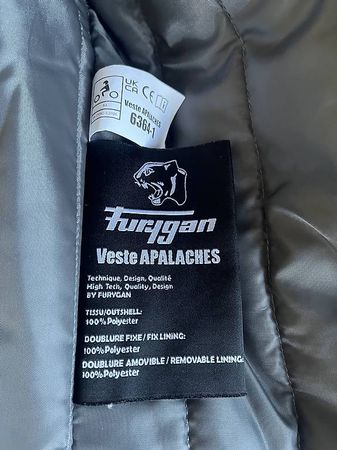 UK
CA CE
Veste APALACHES
6364-1
furygan
Veste APALACHES
Technique, Design, Qualité
High Tech, Quality, Design
BY FURYGAN
TISSU/OUTSHELL:
100% Polyester
DOUBLURE FIXE / FIX LINING:
100% Polyester
DOUBLURE AMOVIBLE / REMOVABLE LINING:
100% Polyester